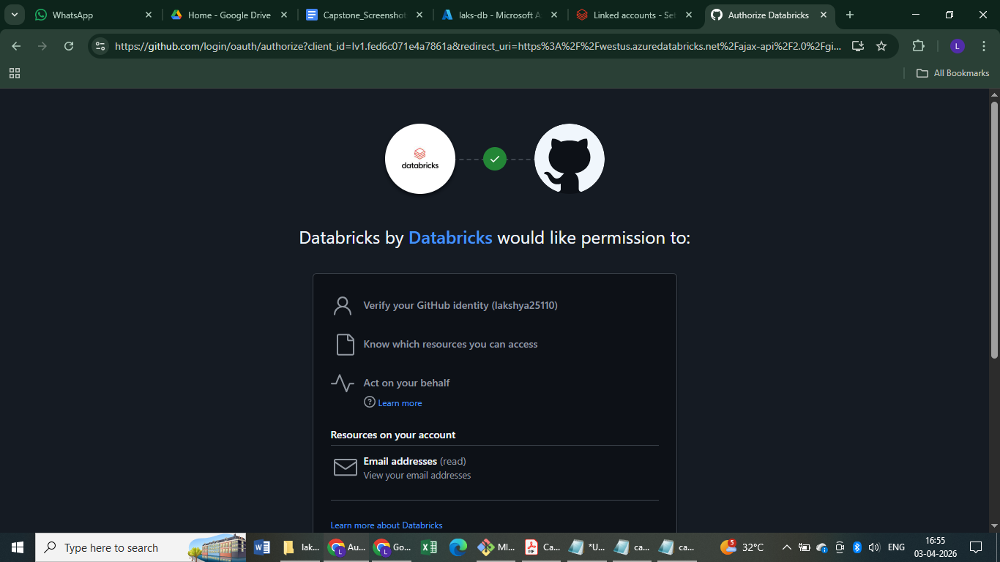 WhatsApp
Home - Google Drive
Capstone_Screenshot
laks-db - Microsoft A
Linked accounts - Set
Authorize Databricks
https://github.com/login/oauth/authorize?client_id=lv1.fed6c071e4a7861a&redirect_uri=https%3A%2F%2Fwestus.azuredatabricks.net%2Fajax-api%2F2.0%2Fgi...
L
All Bookmarks
databricks
Databricks by Databricks would like permission to:
Verify your GitHub identity (lakshya25110)
Know which resources you can access
Act on your behalf
Learn more
Resources on your account
Email addresses (read)
View your email addresses
Learn more about Databricks
Type here to search
lak...
Au...
Go...
MI...
Ca...
*U...
ca...
ca...
5
32°C
ENG
16:55
03-04-2026